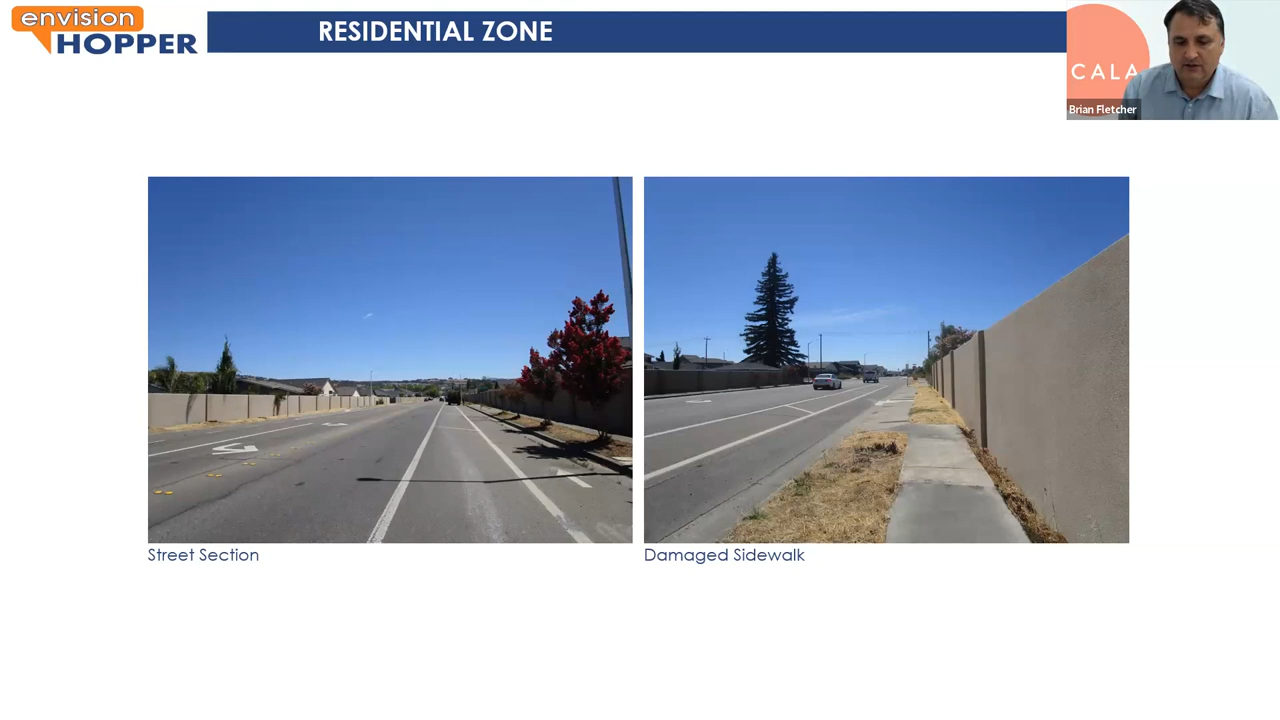 envision
HOPPER
RESIDENTIAL ZONE
CALA
Brian Fletcher
Street Section
Damaged Sidewalk